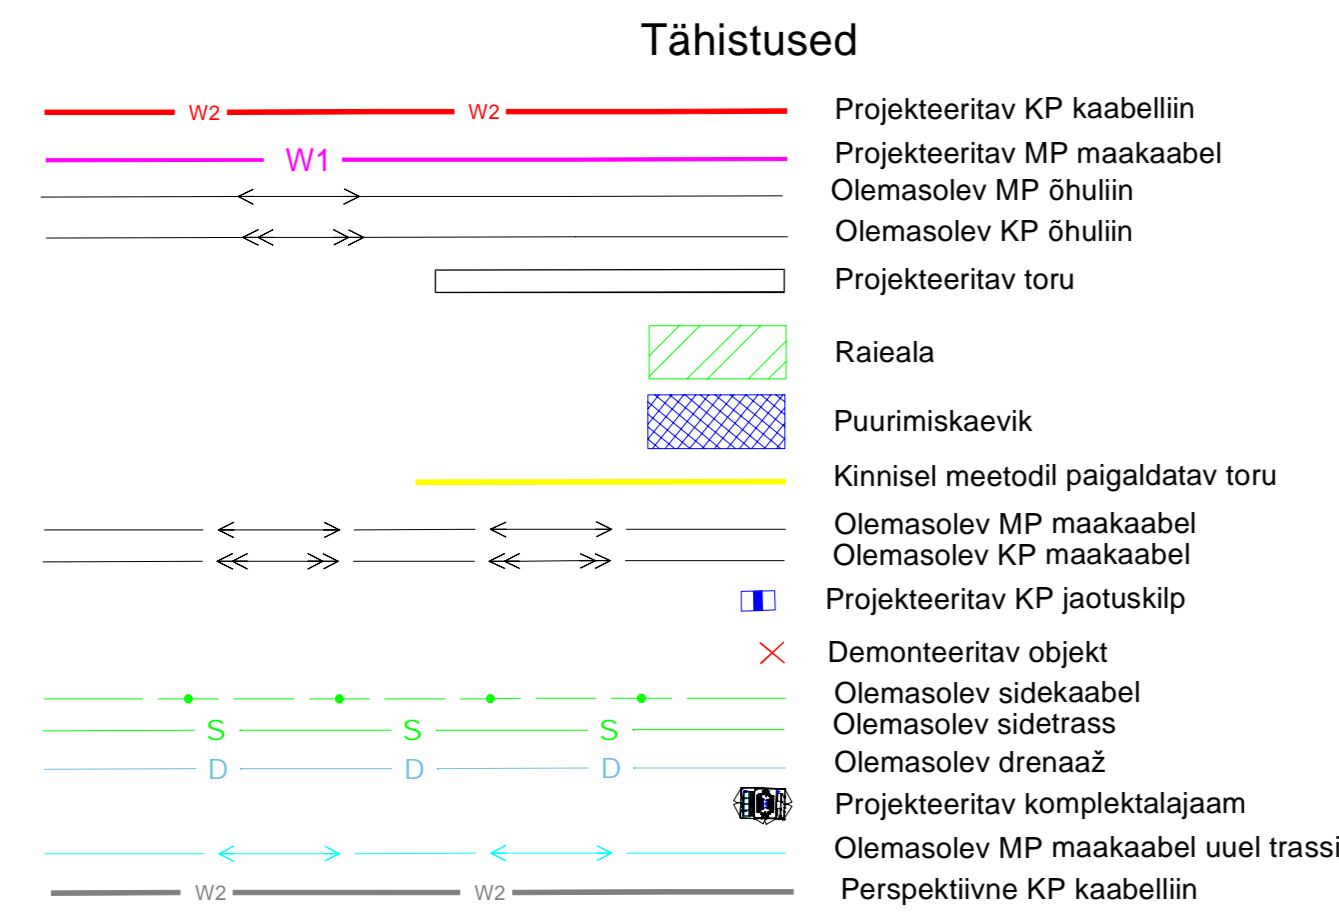 Tähistused
W2 W2 Projekteeritav KP kaabelliin
W1 Projekteeritav MP maakaabel
Olemasolev MP õhuliin
Olemasolev KP õhuliin
Projekteeritav toru
Raieala
Puurimiskaevik
Kinnisel meetodil paigaldatav toru
Olemasolev MP maakaabel
Olemasolev KP maakaabel
Projekteeritav KP jaotuskilp
Demonteeritav objekt
Olemasolev sidekaabel
S S S Olemasolev sidetrass
D D D Olemasolev drenaaž
Projekteeritav komplektalajaam
Olemasolev MP maakaabel uuel trassi
W2 W2 Perspektiivne KP kaabelliin